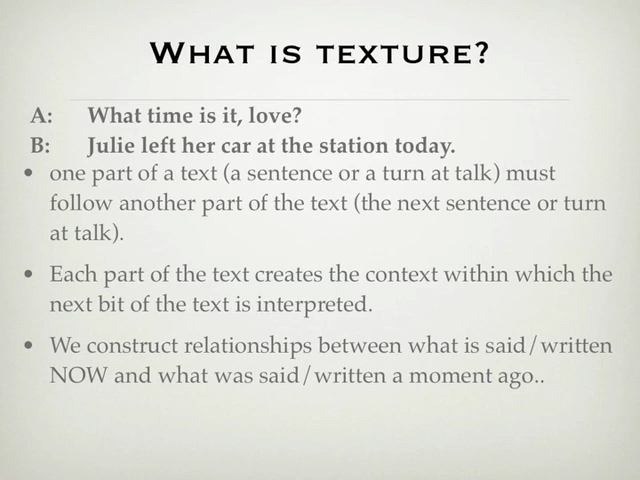 WHAT IS TEXTURE?
A: What time is it, love?
B: Julie left her car at the station today.
• one part of a text (a sentence or a turn at talk) must
follow another part of the text (the next sentence or turn
at talk).
• Each part of the text creates the context within which the
next bit of the text is interpreted.
• We construct relationships between what is said/written
NOW and what was said/written a moment ago..